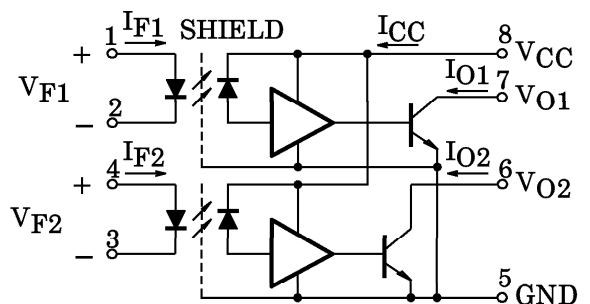 1 IF1 SHIELD ICC 8 VCC
+ IO1 7 VO1
VF1
2
−
4 IF2 IO2 6 VO2
+
VF2
3
−
5 GND